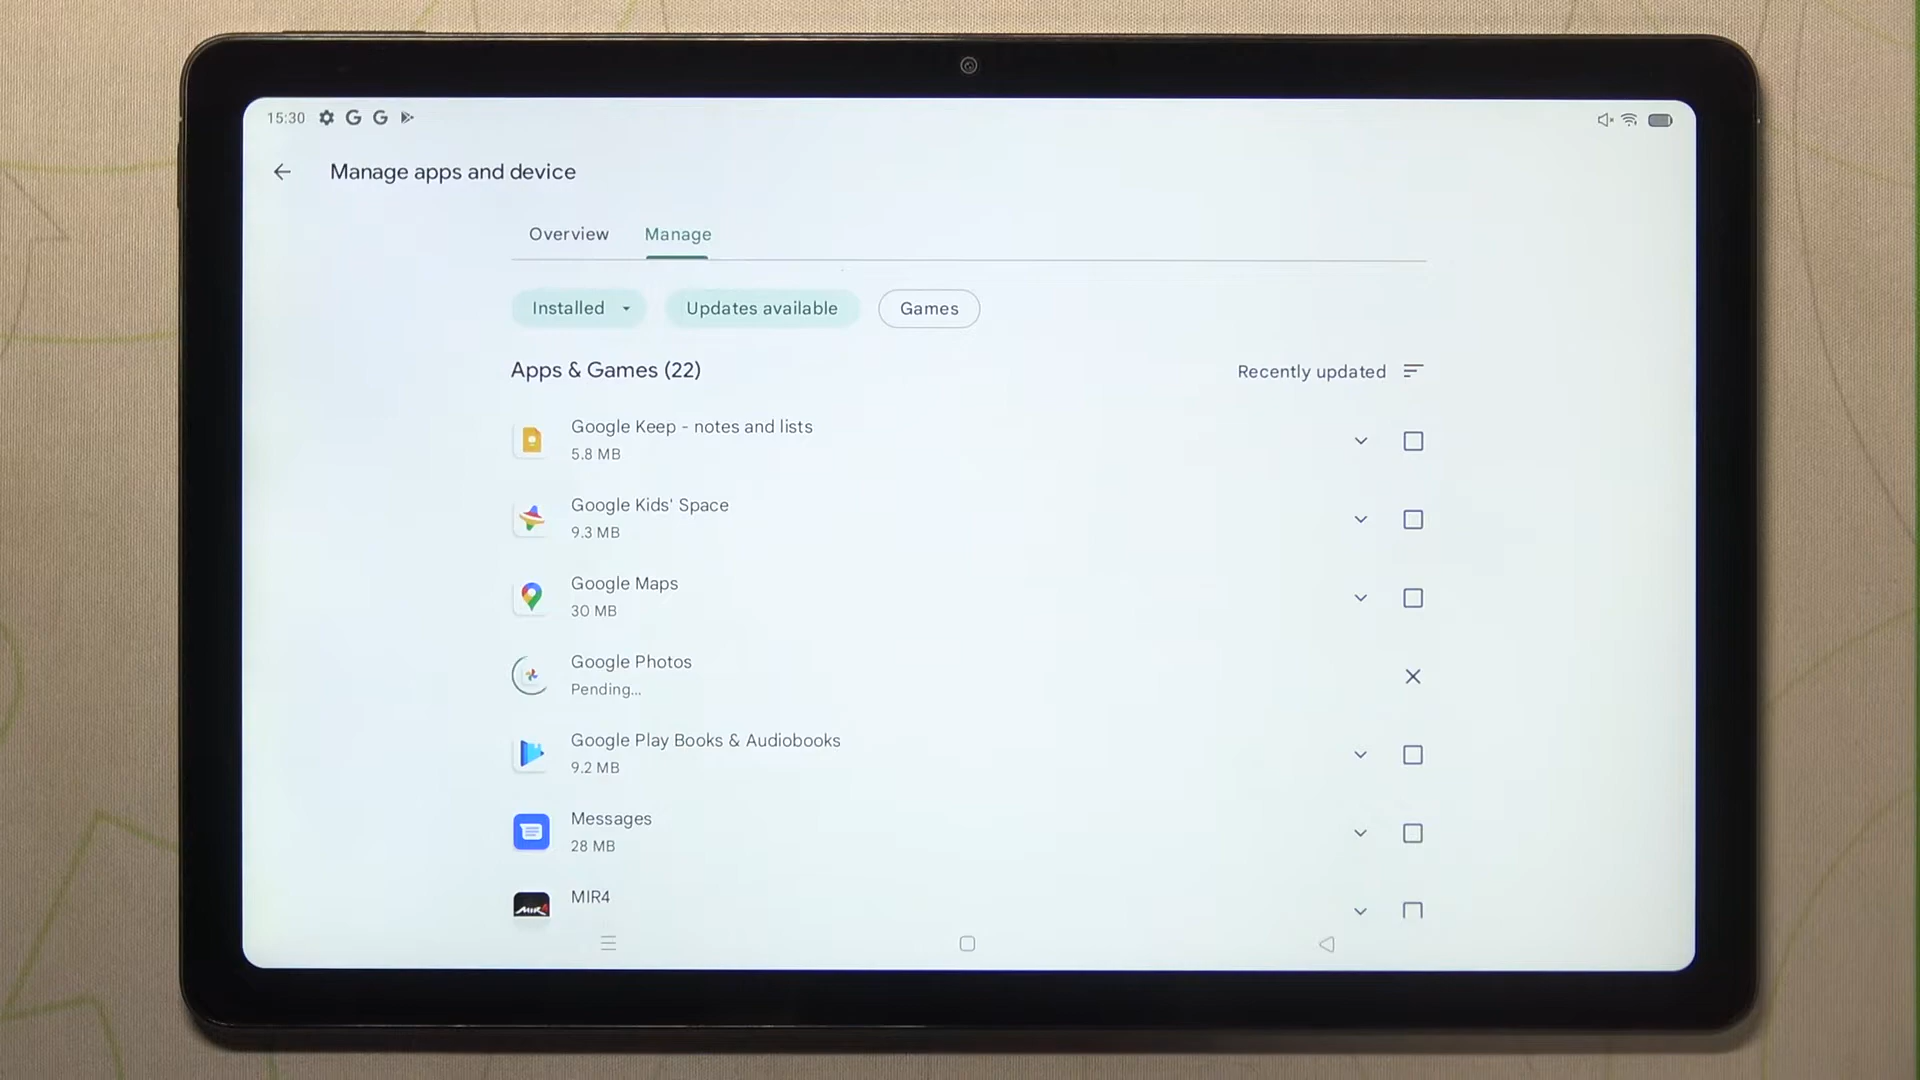 15:30
Manage apps and device
Overview
Manage
Installed
Updates available
Games
Apps & Games (22)
Recently updated
Google Keep - notes and lists
5.8 MB
Google Kids' Space
9.3 MB
Google Maps
30 MB
Google Photos
Pending...
Google Play Books & Audiobooks
9.2 MB
Messages
28 MB
MIR4
MIR4